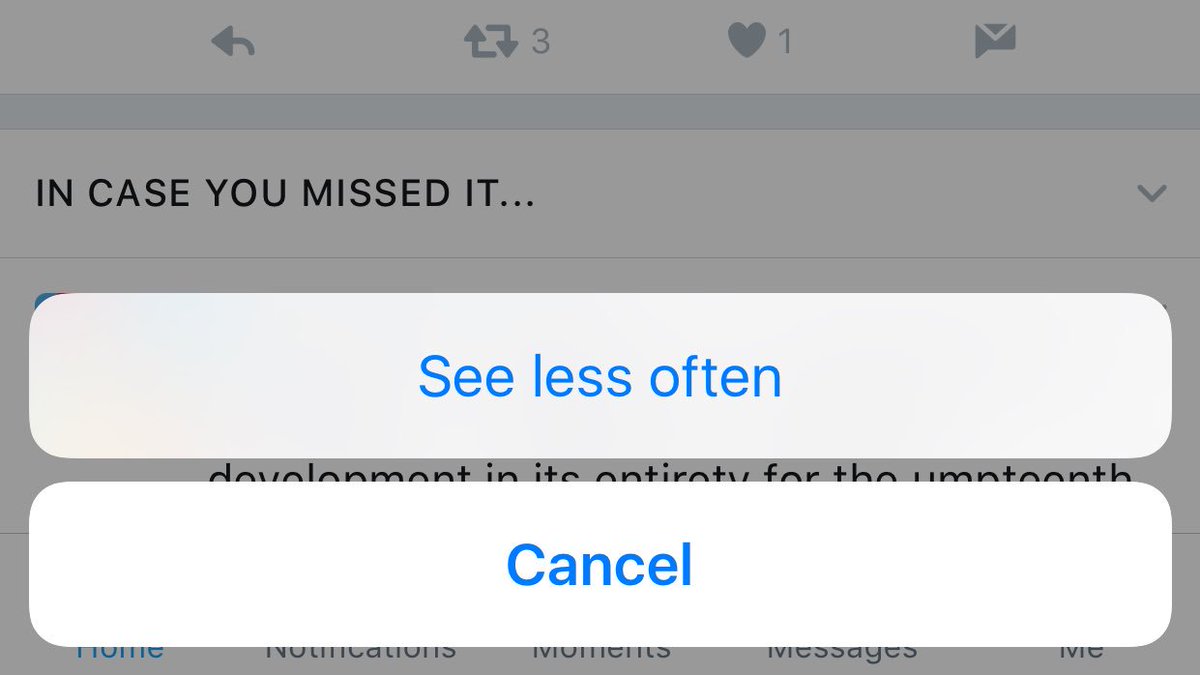 3
1
IN CASE YOU MISSED IT...
See less often
development in its entirety for the umpteenth
Cancel
Home Notifications Moments Messages Me